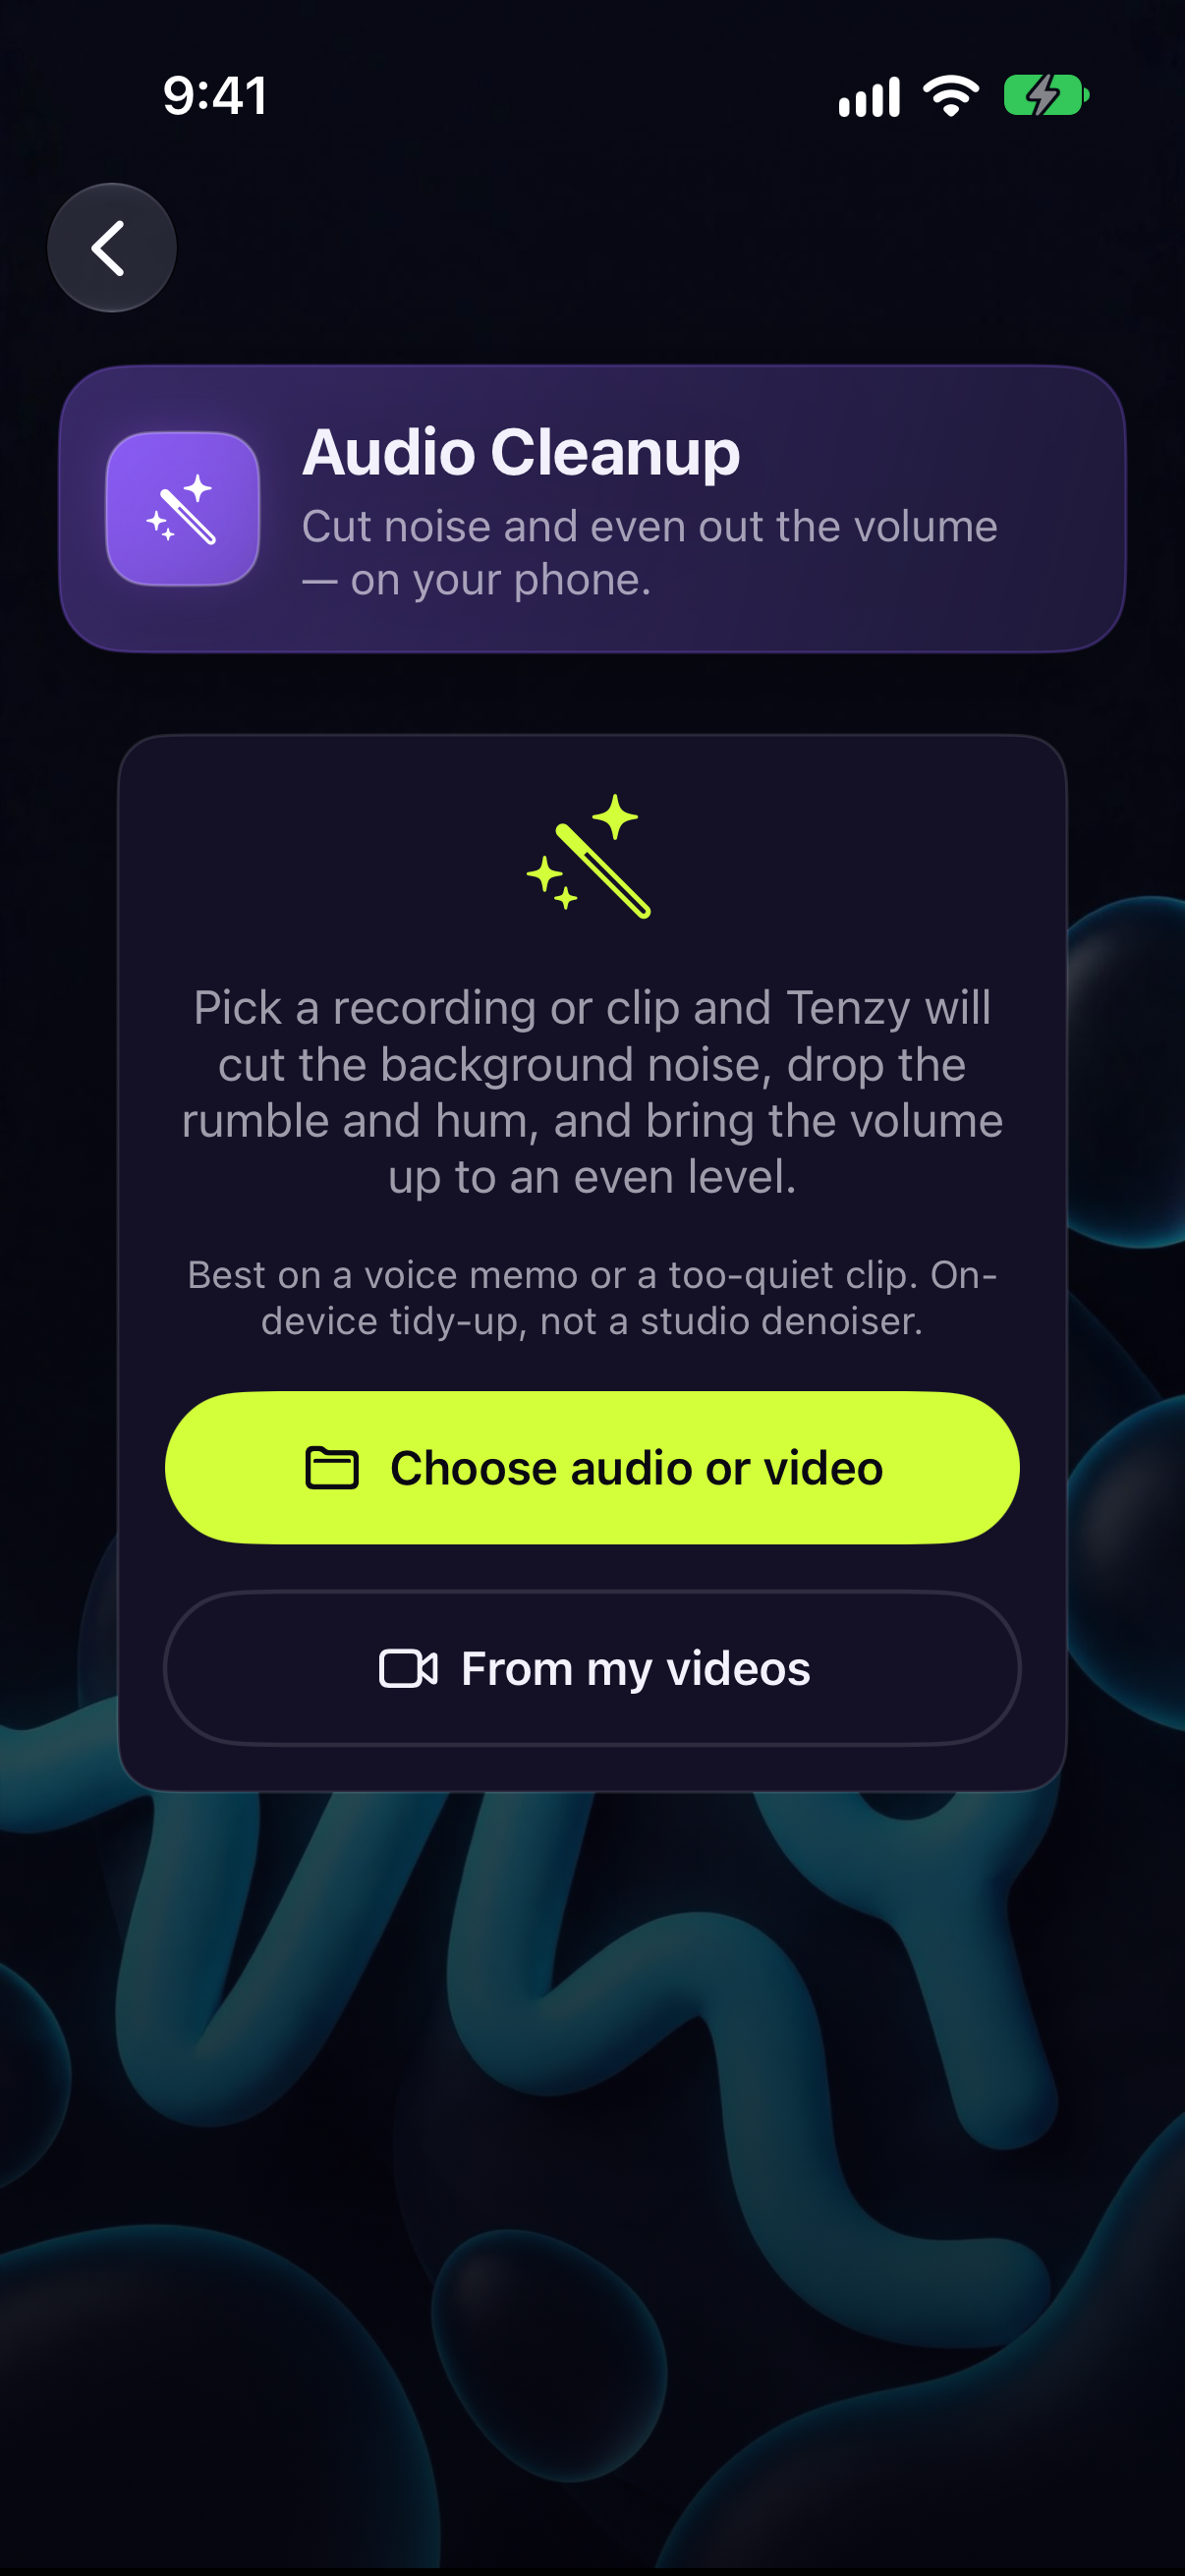 9:41
Audio Cleanup
Cut noise and even out the volume
— on your phone.
Pick a recording or clip and Tenzy will
cut the background noise, drop the
rumble and hum, and bring the volume
up to an even level.
Best on a voice memo or a too-quiet clip. On-
device tidy-up, not a studio denoiser.
Choose audio or video
From my videos